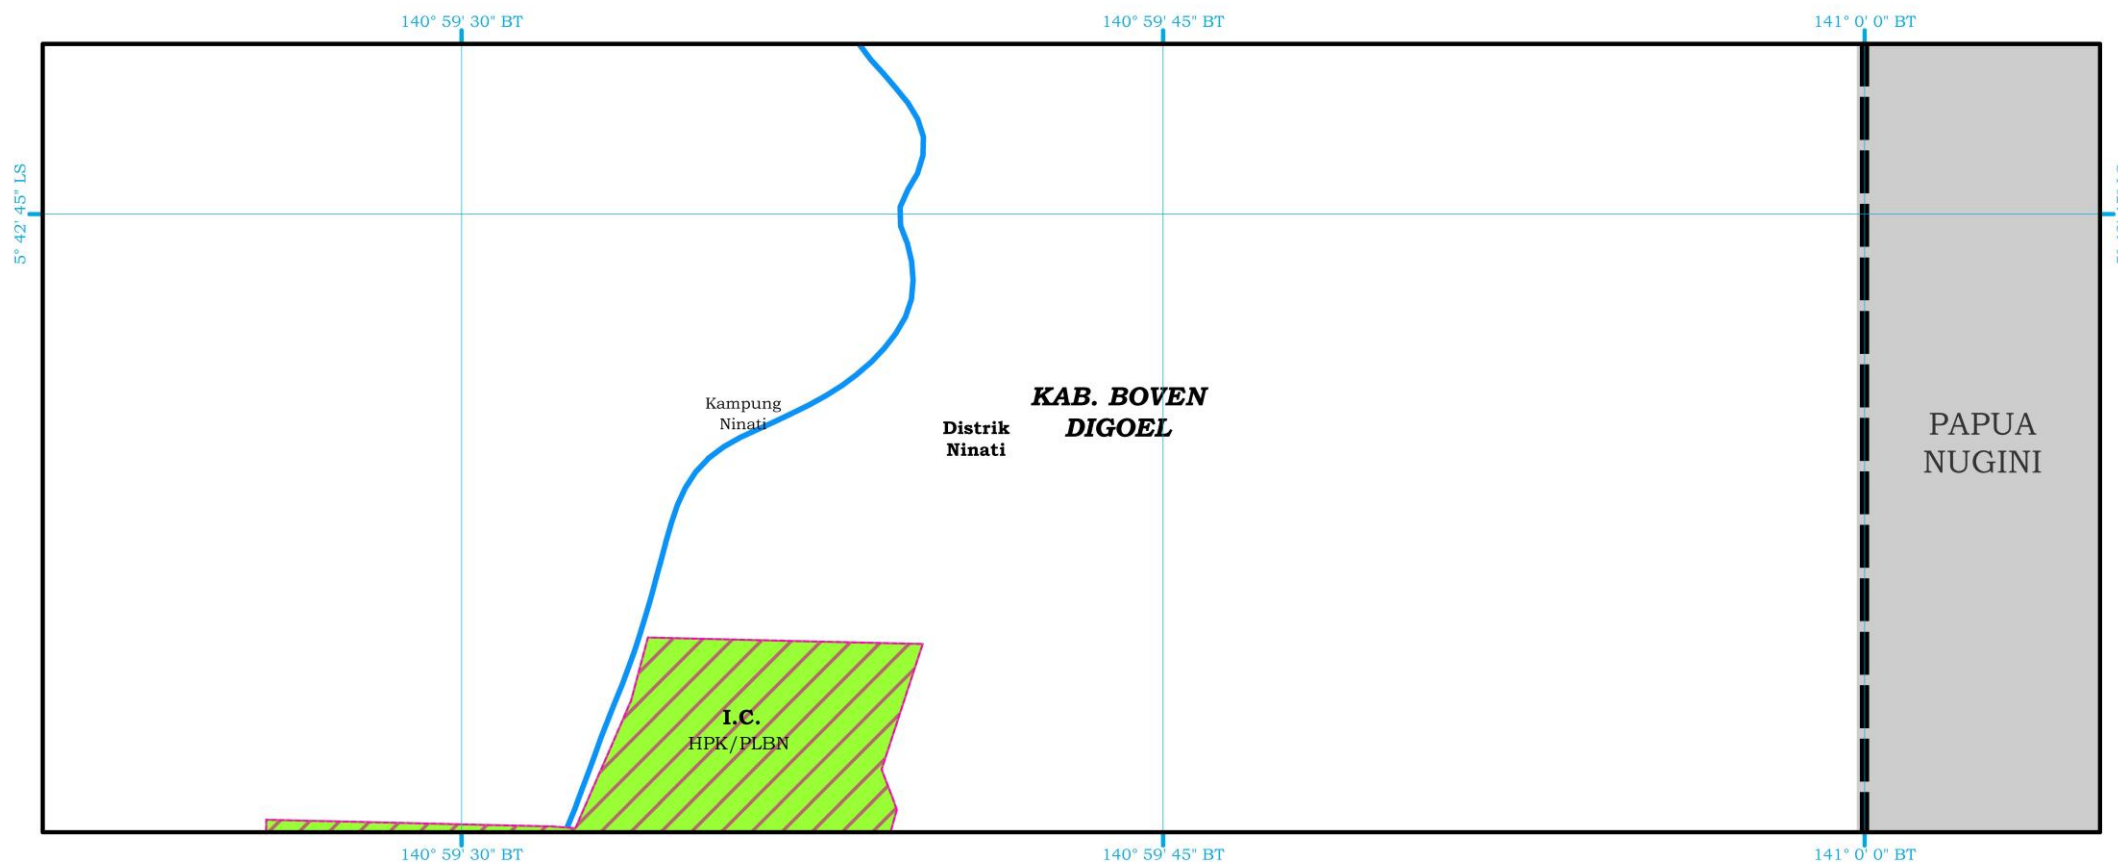 140° 59' 30" BT
140° 59' 45" BT
141° 0' 0" BT
5° 42' 45" LS
Kampung
Ninati
Distrik
Ninati
KAB. BOVEN
DIGOEL
PAPUA
NUGINI
I.C.
HPK/PLBN
140° 59' 30" BT
140° 59' 45" BT
141° 0' 0" BT